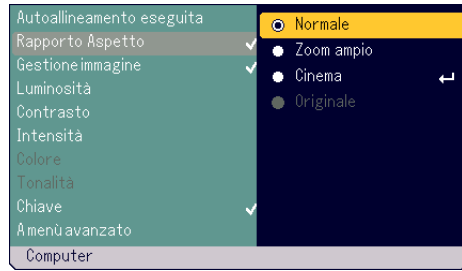 Autoallineamento eseguita
Rapporto Aspetto
Gestione immagine
Luminosità
Contrasto
Intensità
Colore
Tonalità
Chiave
A menù avanzato
Computer
Normale
Zoom ampio
Cinema
Originale